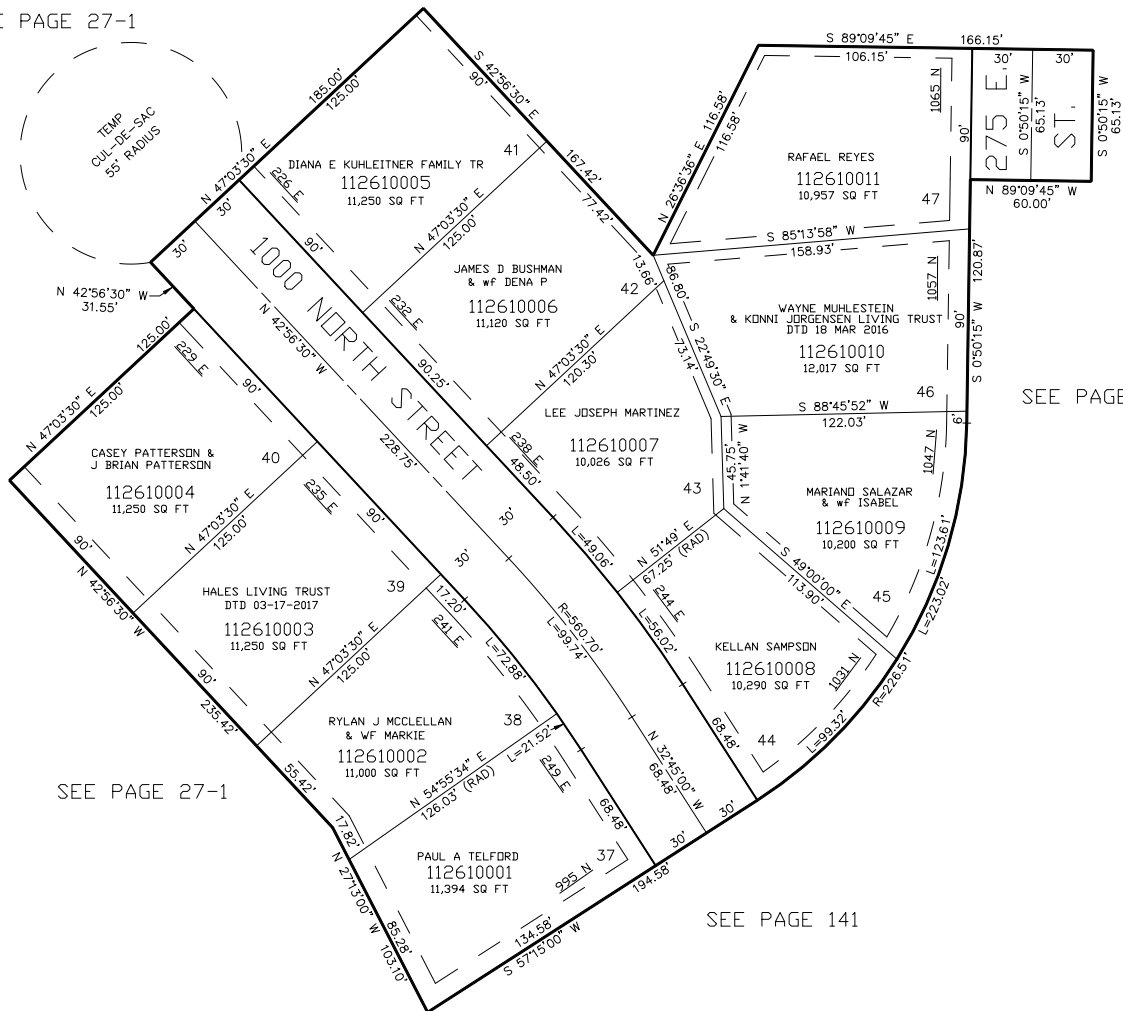 E PAGE 27-1
TEMP
CUL-DE-SAC
55' RADIUS
N 47°03'30" E
185.00'
125.00'
30'
30'
S 42°56'30" E
90'
167.42'
77.42'
41
DIANA E KUHLEITNER FAMILY TR
112610005
11,250 SQ FT
226 E
90'
N 47°03'30" E
125.00'
JAMES D BUSHMAN
& wf DENA P
112610006
11,120 SQ FT
42
13.66'
232 E
90.25'
N 47°03'30" E
120.30'
LEE JOSEPH MARTINEZ
112610007
10,026 SQ FT
43
238 E
48.50'
L=49.06'
86.80'
S 22°49'30" E
73.14'
45.75'
N 1°41'40" W
N 51°49' E
67.25' (RAD)
S 89°09'45" E
166.15'
106.15'
30'
30'
1065 N
90'
N 26°36'36" E
116.58'
116.58'
RAFAEL REYES
112610011
10,957 SQ FT
47
275 E.
ST.
S 0°50'15" W
65.13'
S 0°50'15" W
65.13'
N 89°09'45" W
60.00'
S 85°13'58" W
158.93'
1057 N
90'
S 0°50'15" W
120.87'
WAYNE MUHLESTEIN
& KONNI JORGENSEN LIVING TRUST
DTD 18 MAR 2016
112610010
12,017 SQ FT
46
SEE PAGE
S 88°45'52" W
122.03'
6'
1047 N
MARIANO SALAZAR
& wf ISABEL
112610009
10,200 SQ FT
45
S 49°00'00" E
113.90'
L=123.61'
L=223.02'
R=226.51'
244 E
L=56.02'
KELLAN SAMPSON
112610008
10,290 SQ FT
1031 N
44
L=99.32'
68.48'
1000 NORTH STREET
N 42°56'30" W
228.75'
30'
30'
R=560.70'
L=99.74'
N 32°45'00" W
68.48'
30'
30'
N 42°56'30" W
31.55'
125.00'
N 47°03'30" E
125.00'
229 E
90'
CASEY PATTERSON &
J BRIAN PATTERSON
112610004
11,250 SQ FT
40
90'
N 47°03'30" E
125.00'
235 E
90'
N 42°56'30" W
HALES LIVING TRUST
DTD 03-17-2017
112610003
11,250 SQ FT
39
90'
235.42'
N 47°03'30" E
125.00'
17.20'
241 E
L=72.88'
RYLAN J MCCLELLAN
& WF MARKIE
112610002
11,000 SQ FT
38
55.42'
17.82'
N 54°55'34" E
126.03' (RAD)
L=21.52'
249 E
68.48'
SEE PAGE 27-1
PAUL A TELFORD
112610001
11,394 SQ FT
37
995 N
N 27°13'00" W
103.10'
85.28'
134.58'
S 57°15'00" W
194.58'
SEE PAGE 141